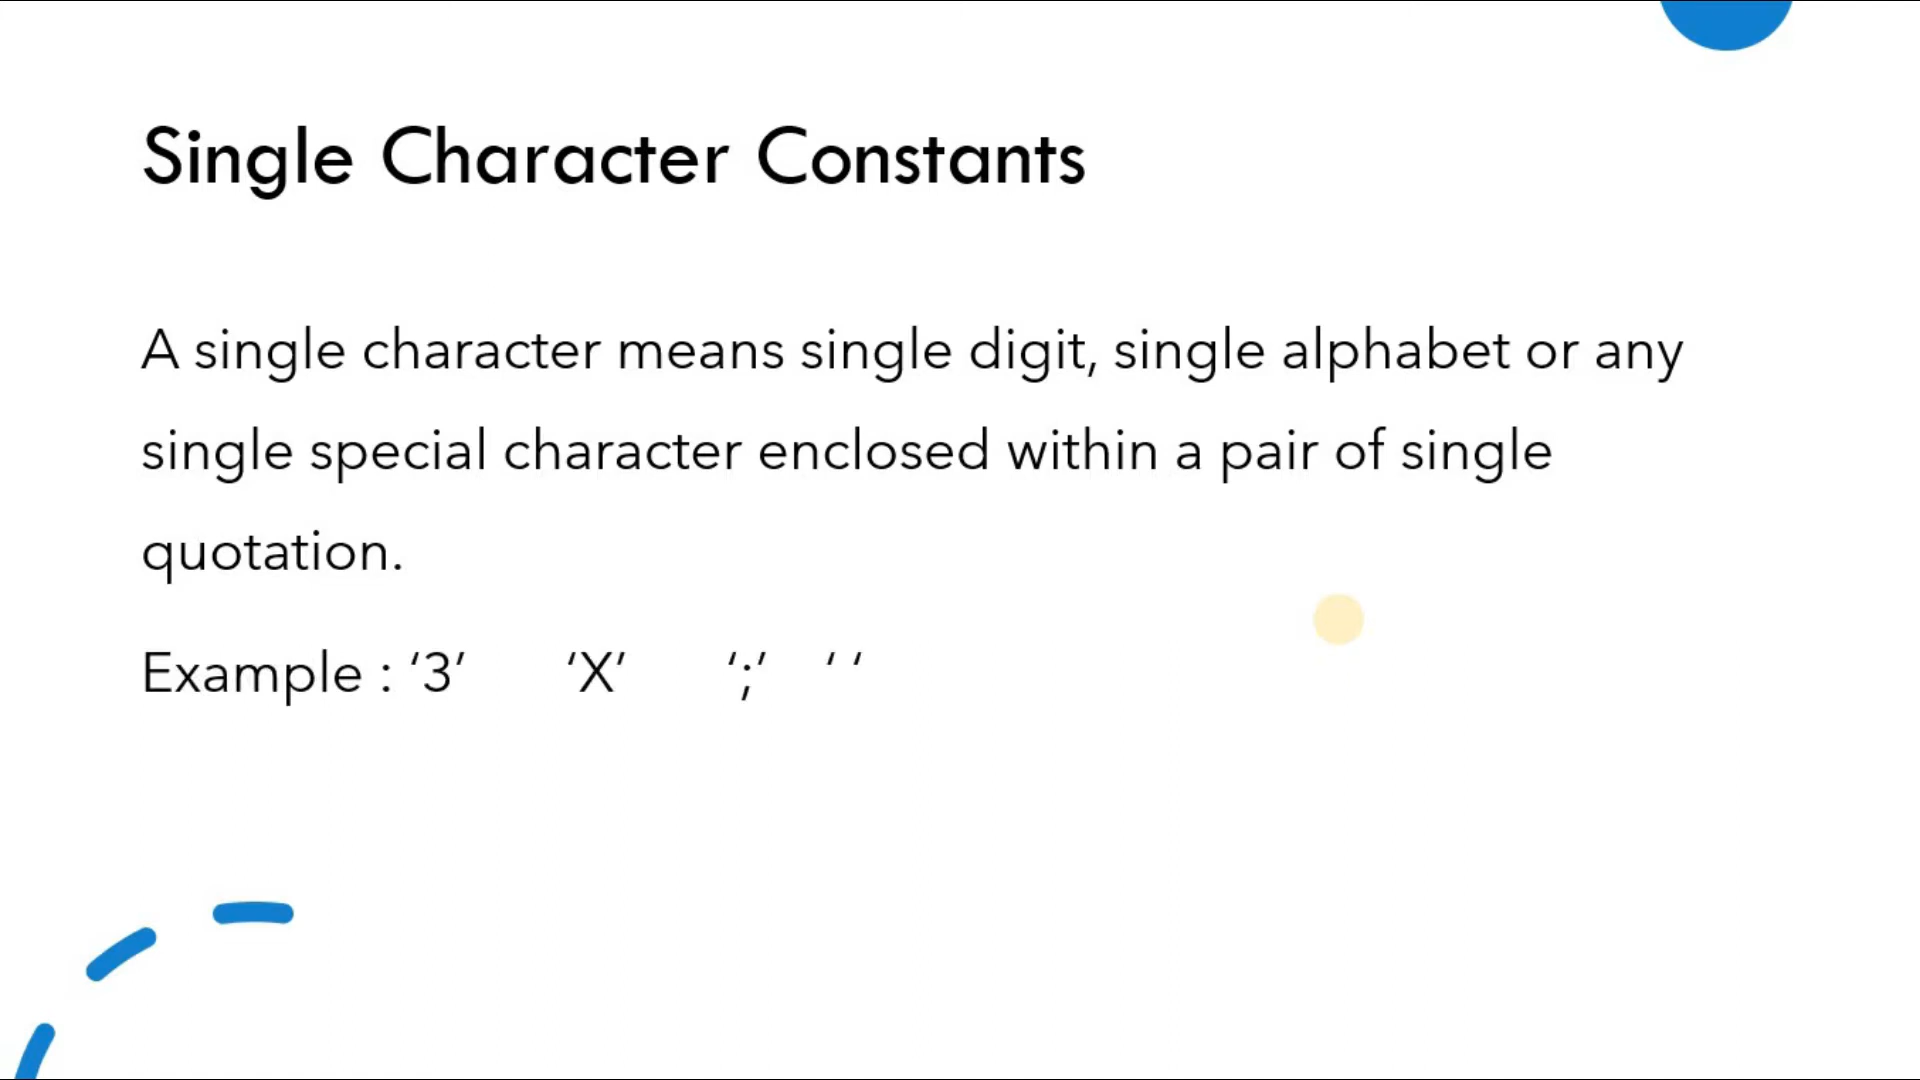 Single Character Constants
A single character means single digit, single alphabet or any
single special character enclosed within a pair of single
quotation.
Example : ‘3’ ‘X’ ‘;’ ‘ ‘